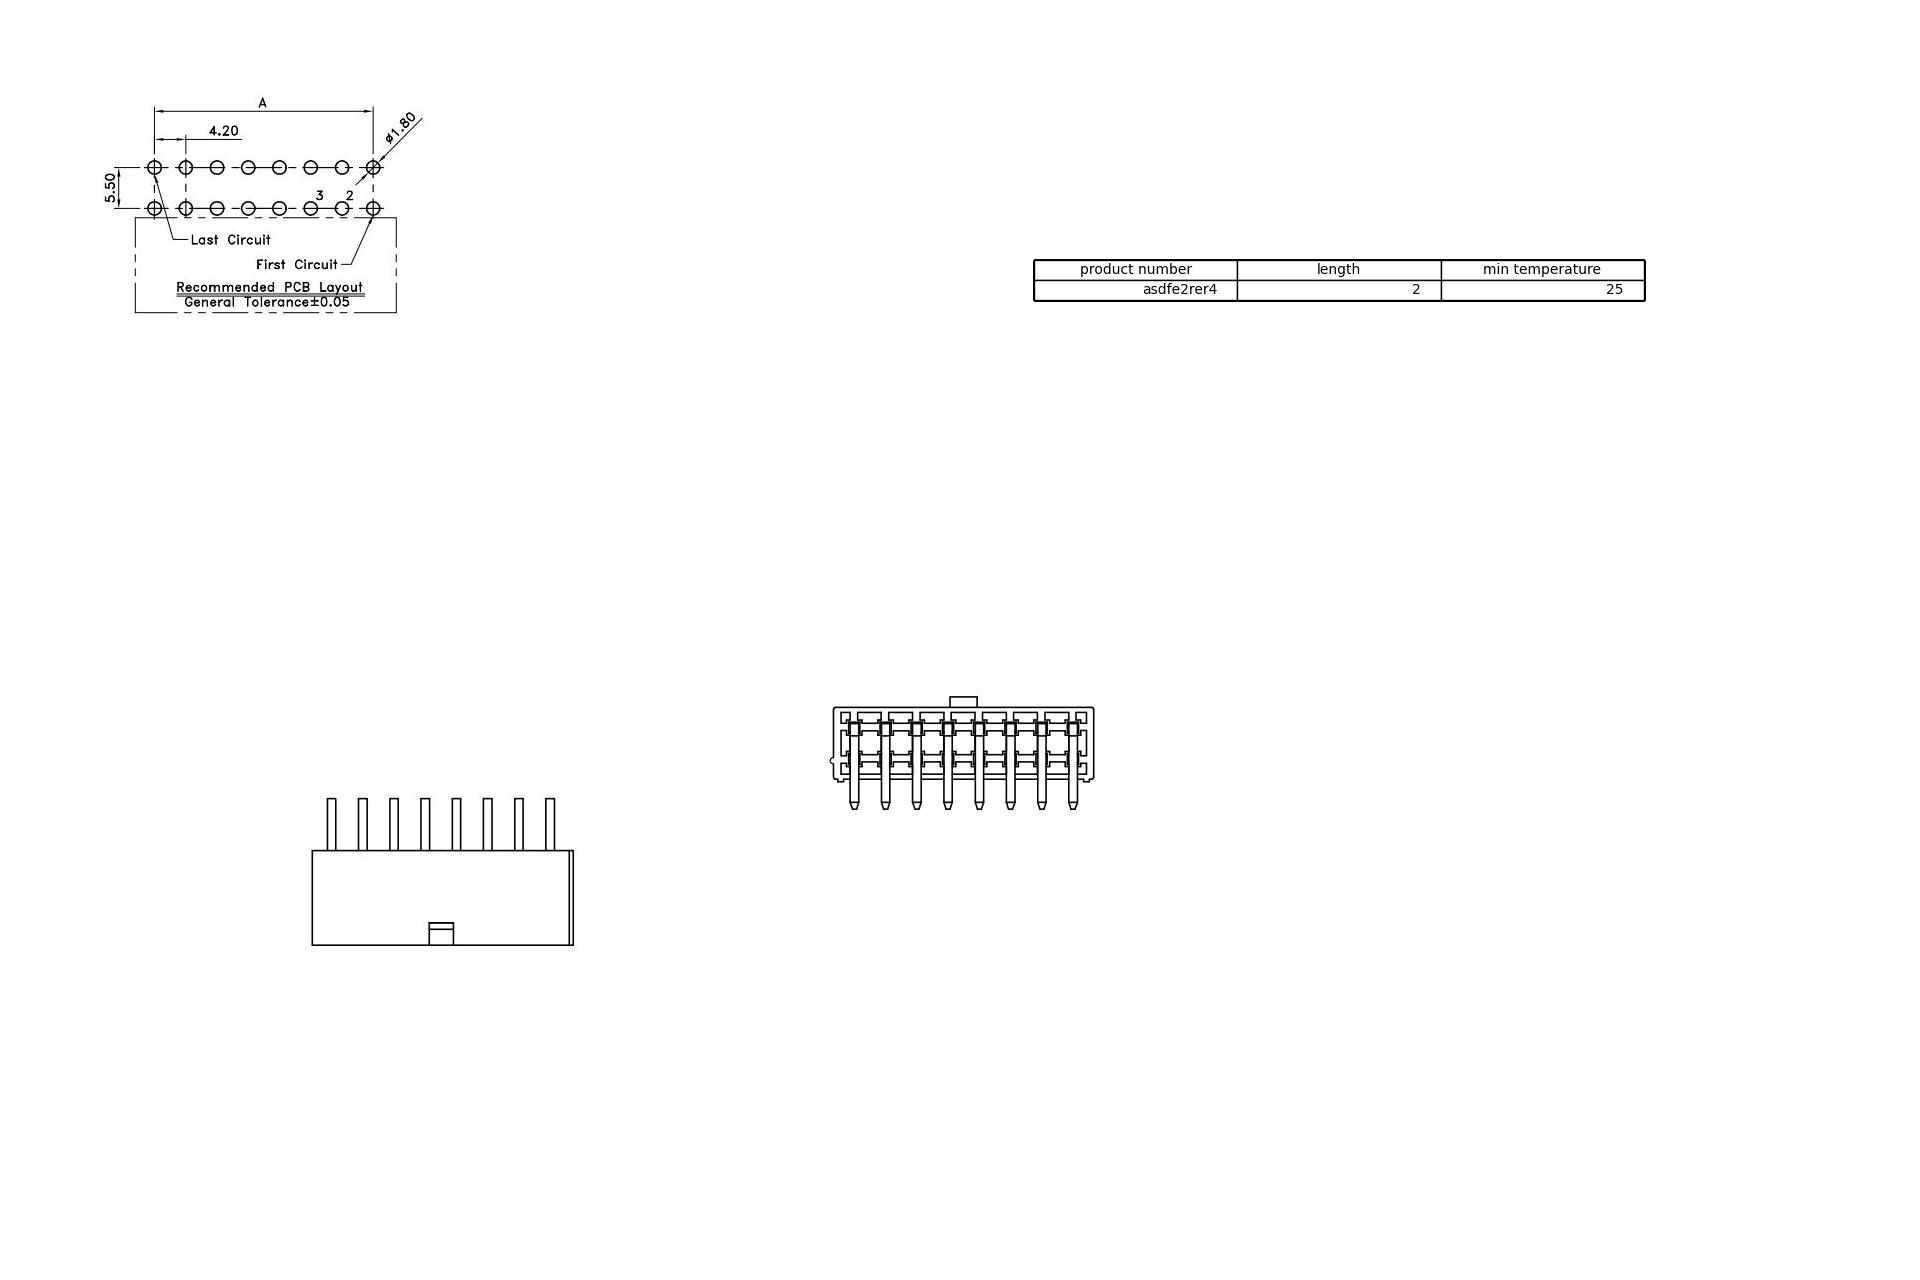 A
4.20
ø1.80
5.50
3 2
Last Circuit
First Circuit
Recommended PCB Layout
General Tolerance±0.05
product number length min temperature
asdfe2rer4 2 25